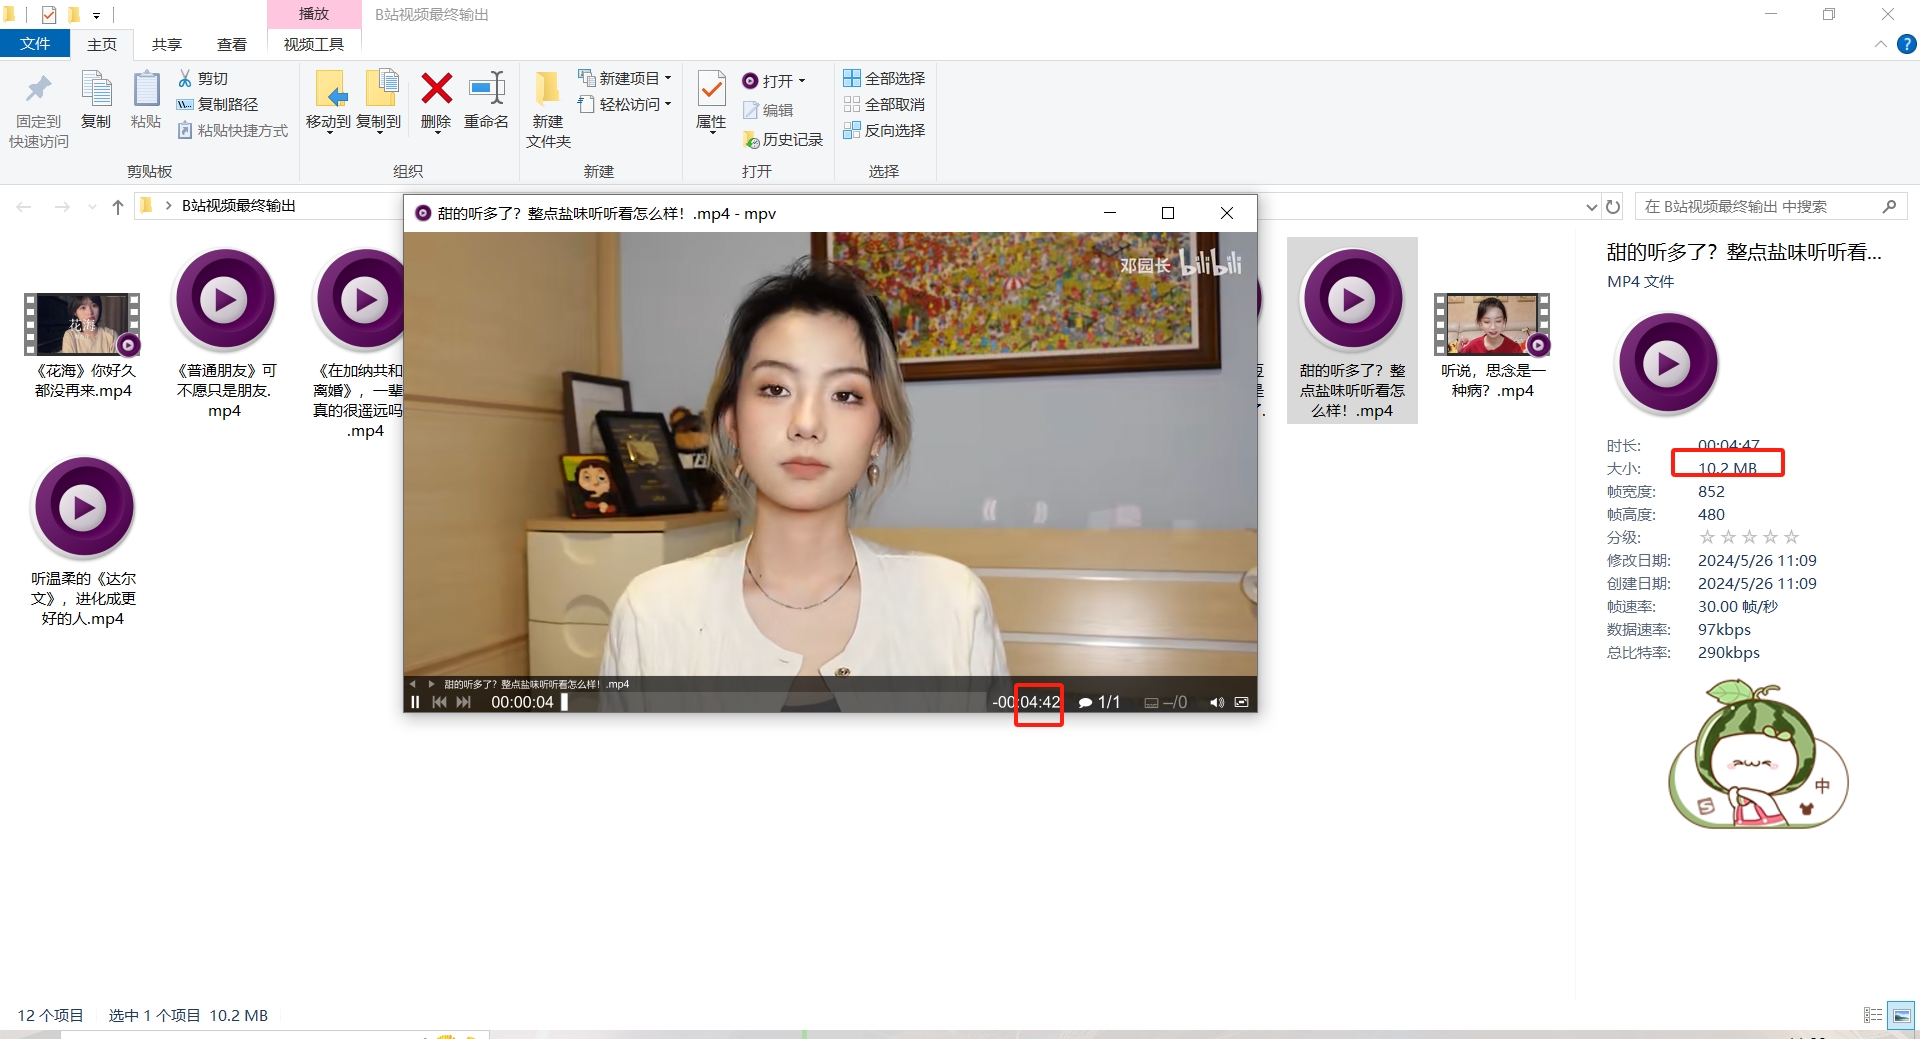 播放
B站视频最终输出
文件
主页
共享
查看
视频工具
固定到
快速访问
复制
粘贴
剪切
复制路径
粘贴快捷方式
剪贴板
移动到
复制到
删除
重命名
组织
新建
文件夹
新建项目
轻松访问
新建
属性
打开
编辑
历史记录
打开
全部选择
全部取消
反向选择
选择
B站视频最终输出
在 B站视频最终输出 中搜索
甜的听多了？整点盐味听听看怎么样！.mp4 - mpv
邓园长 bilibili
花海
《花海》你好久
都没再来.mp4
《普通朋友》可
不愿只是朋友.
mp4
《在加纳共和
离婚》，一辈
真的很遥远吗
.mp4
甜的听多了？整
点盐味听听看怎
么样！.mp4
听说，思念是一
种病？.mp4
听温柔的《达尔
文》，进化成更
好的人.mp4
甜的听多了？整点盐味听听看怎么样！.mp4
00:00:04
-00:04:42
1/1
–/0
甜的听多了？整点盐味听听看...
MP4 文件
时长: 00:04:47
大小: 10.2 MB
帧宽度: 852
帧高度: 480
分级:
修改日期: 2024/5/26 11:09
创建日期: 2024/5/26 11:09
帧速率: 30.00 帧/秒
数据速率: 97kbps
总比特率: 290kbps
中
S
12 个项目
选中 1 个项目 10.2 MB